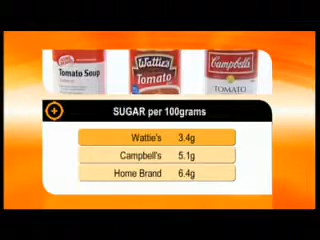 Tomato Soup
Wattie's
Tomato
Campbell's
TOMATO
SUGAR per 100grams
Wattie's 3.4g
Campbell's 5.1g
Home Brand 6.4g